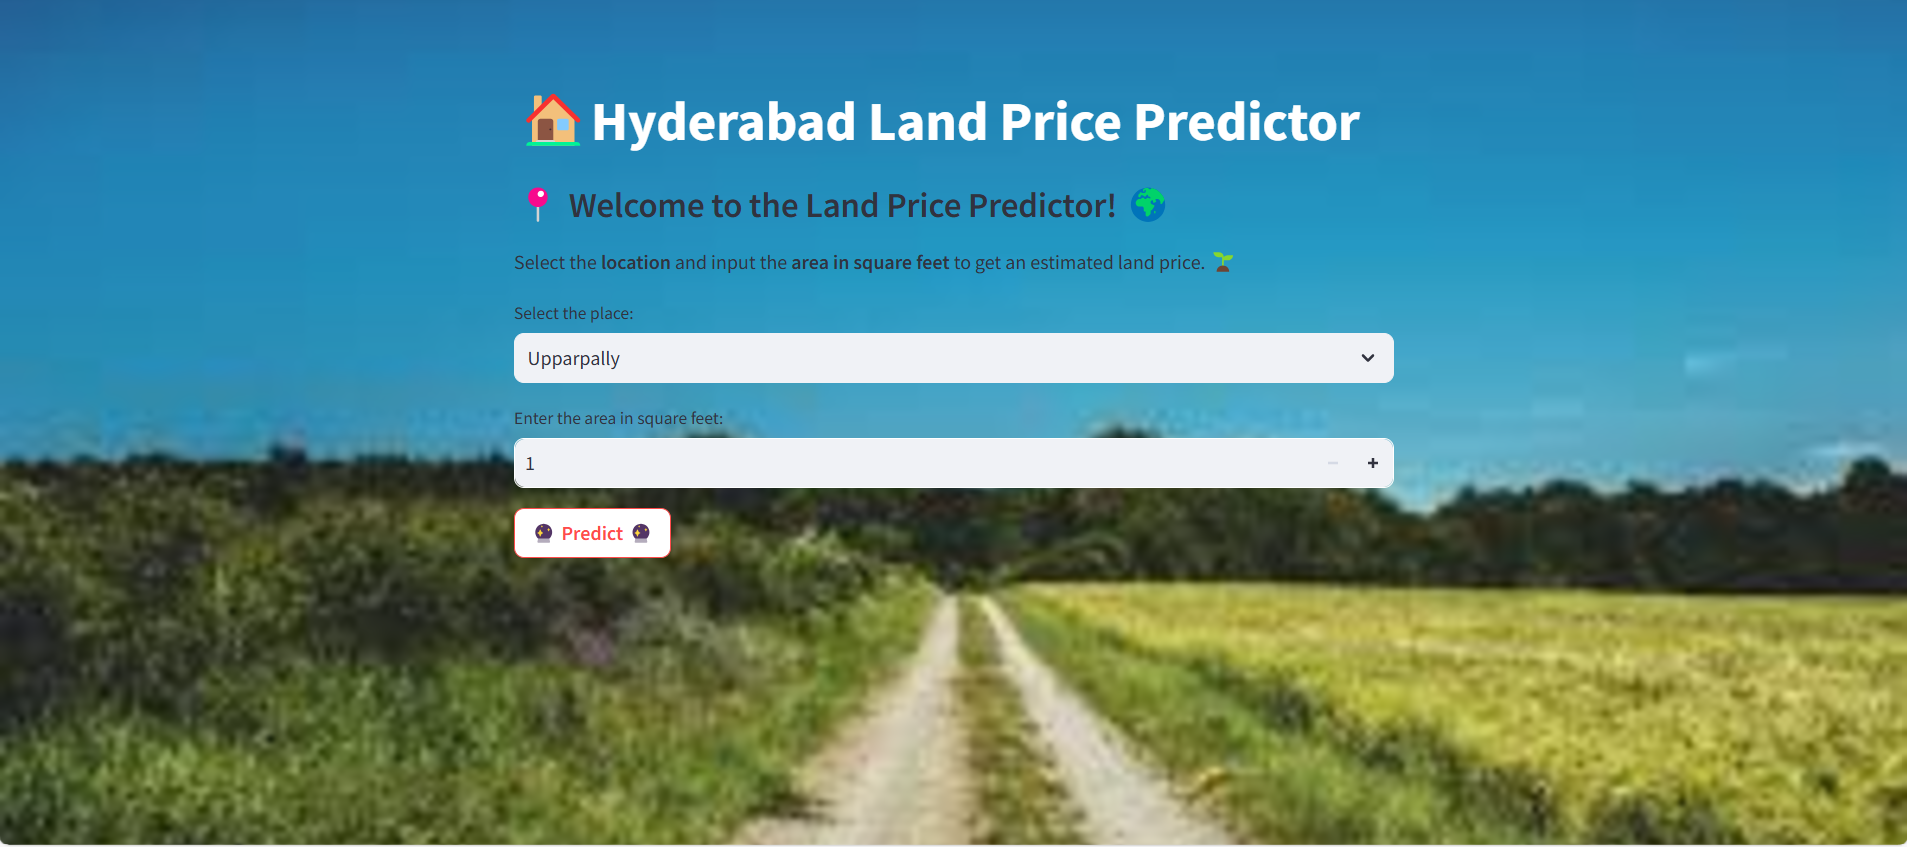 Hyderabad Land Price Predictor
Welcome to the Land Price Predictor!
Select the location and input the area in square feet to get an estimated land price.
Select the place:
Upparpally
Enter the area in square feet:
1
Predict